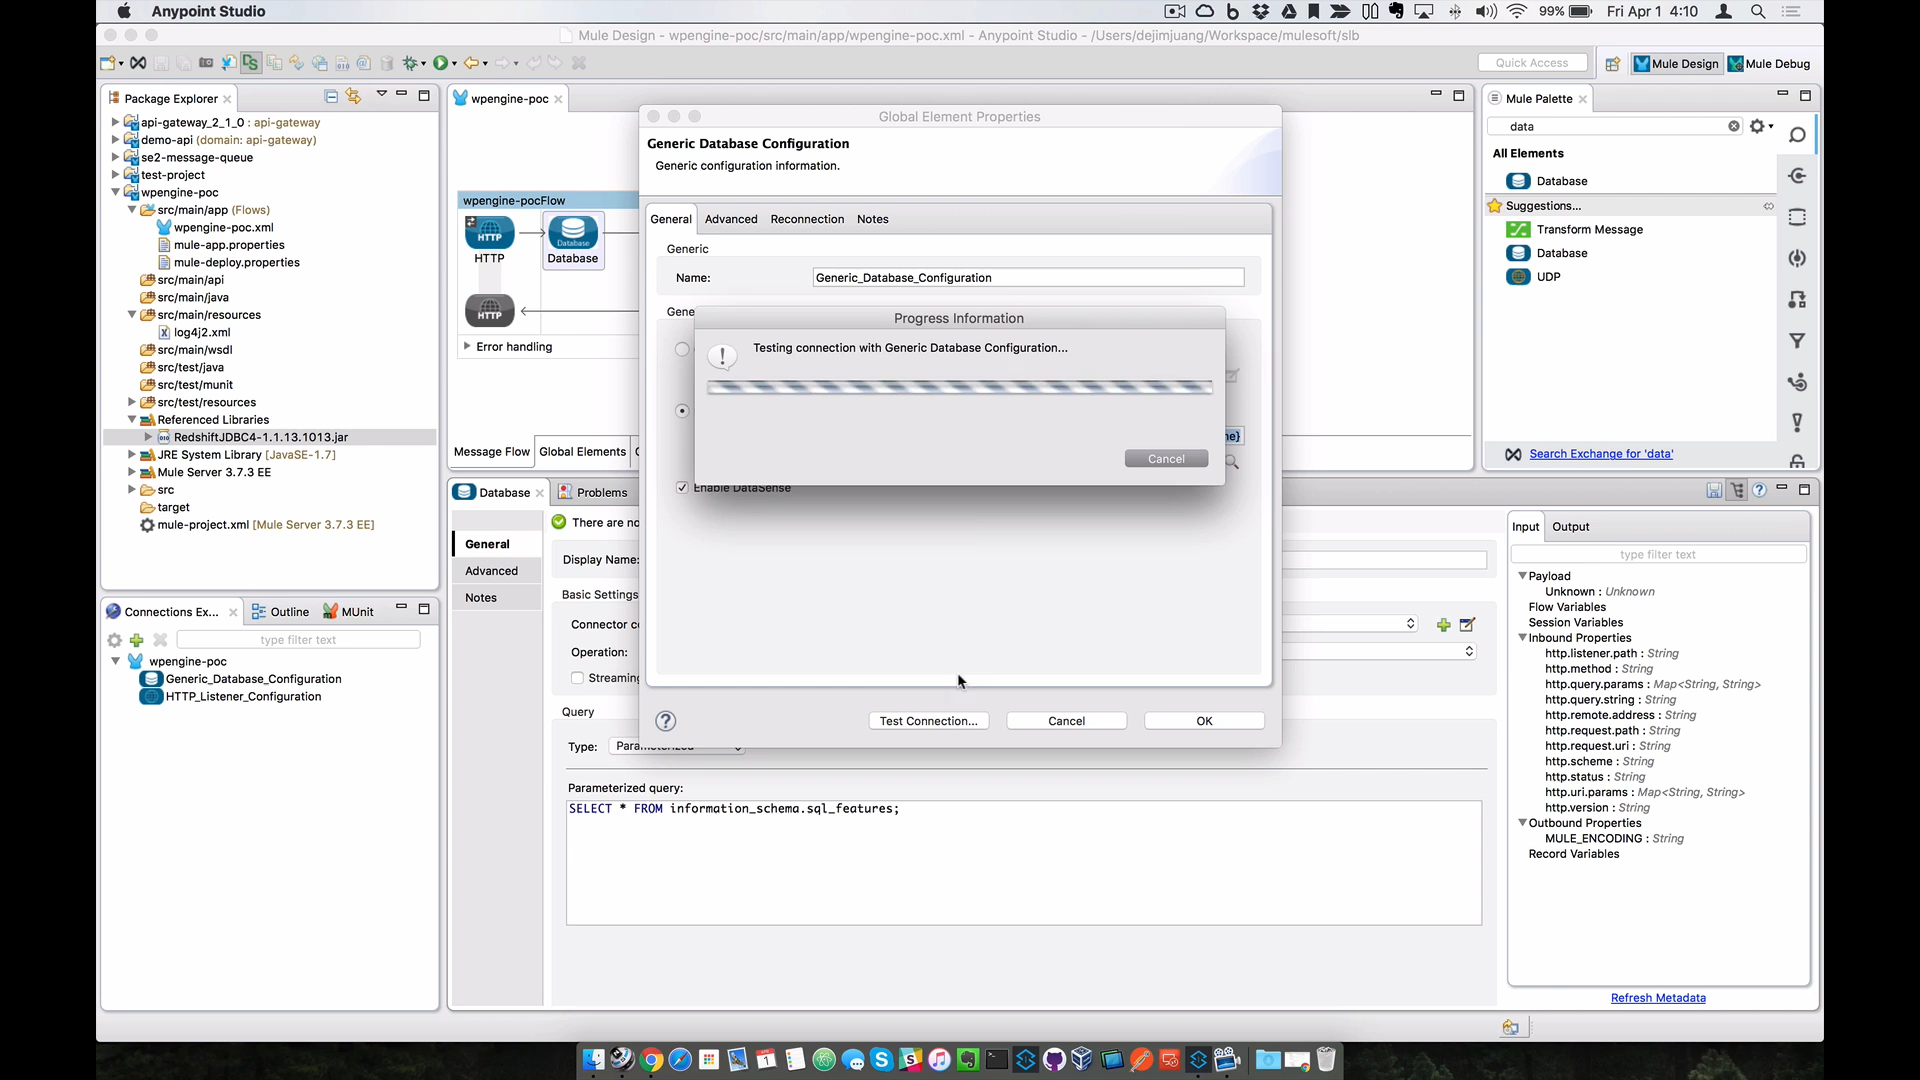 Anypoint Studio
99%
Fri Apr 1 4:10
Mule Design - wpengine-poc/src/main/app/wpengine-poc.xml - Anypoint Studio - /Users/dejimjuang/Workspace/mulesoft/slb
Quick Access
Mule Design
Mule Debug
Package Explorer
api-gateway_2_1_0 : api-gateway
demo-api (domain: api-gateway)
se2-message-queue
test-project
wpengine-poc
src/main/app (Flows)
wpengine-poc.xml
mule-app.properties
mule-deploy.properties
src/main/api
src/main/java
src/main/resources
log4j2.xml
src/main/wsdl
src/test/java
src/test/munit
src/test/resources
Referenced Libraries
RedshiftJDBC4-1.1.13.1013.jar
JRE System Library [JavaSE-1.7]
Mule Server 3.7.3 EE
src
target
mule-project.xml [Mule Server 3.7.3 EE]
Connections Ex...
Outline
MUnit
type filter text
wpengine-poc
Generic_Database_Configuration
HTTP_Listener_Configuration
wpengine-poc
wpengine-pocFlow
HTTP
HTTP
Database
Database
HTTP
Error handling
Message Flow
Global Elements
Global Element Properties
Generic Database Configuration
Generic configuration information.
General
Advanced
Reconnection
Notes
Generic
Name:
Generic_Database_Configuration
Gene
Progress Information
Testing connection with Generic Database Configuration...
Cancel
ne}
Enable DataSense
Test Connection...
Cancel
OK
Database
Problems
There are no
General
Advanced
Notes
Display Name:
Basic Settings
Connector co
Operation:
Streaming
Query
Type:
Parameterized
Parameterized query:
SELECT * FROM information_schema.sql_features;
Mule Palette
data
All Elements
Database
Suggestions...
Transform Message
Database
UDP
Search Exchange for 'data'
Input
Output
type filter text
Payload
Unknown : Unknown
Flow Variables
Session Variables
Inbound Properties
http.listener.path : String
http.method : String
http.query.params : Map<String, String>
http.query.string : String
http.remote.address : String
http.request.path : String
http.request.uri : String
http.scheme : String
http.status : String
http.uri.params : Map<String, String>
http.version : String
Outbound Properties
MULE_ENCODING : String
Record Variables
Refresh Metadata